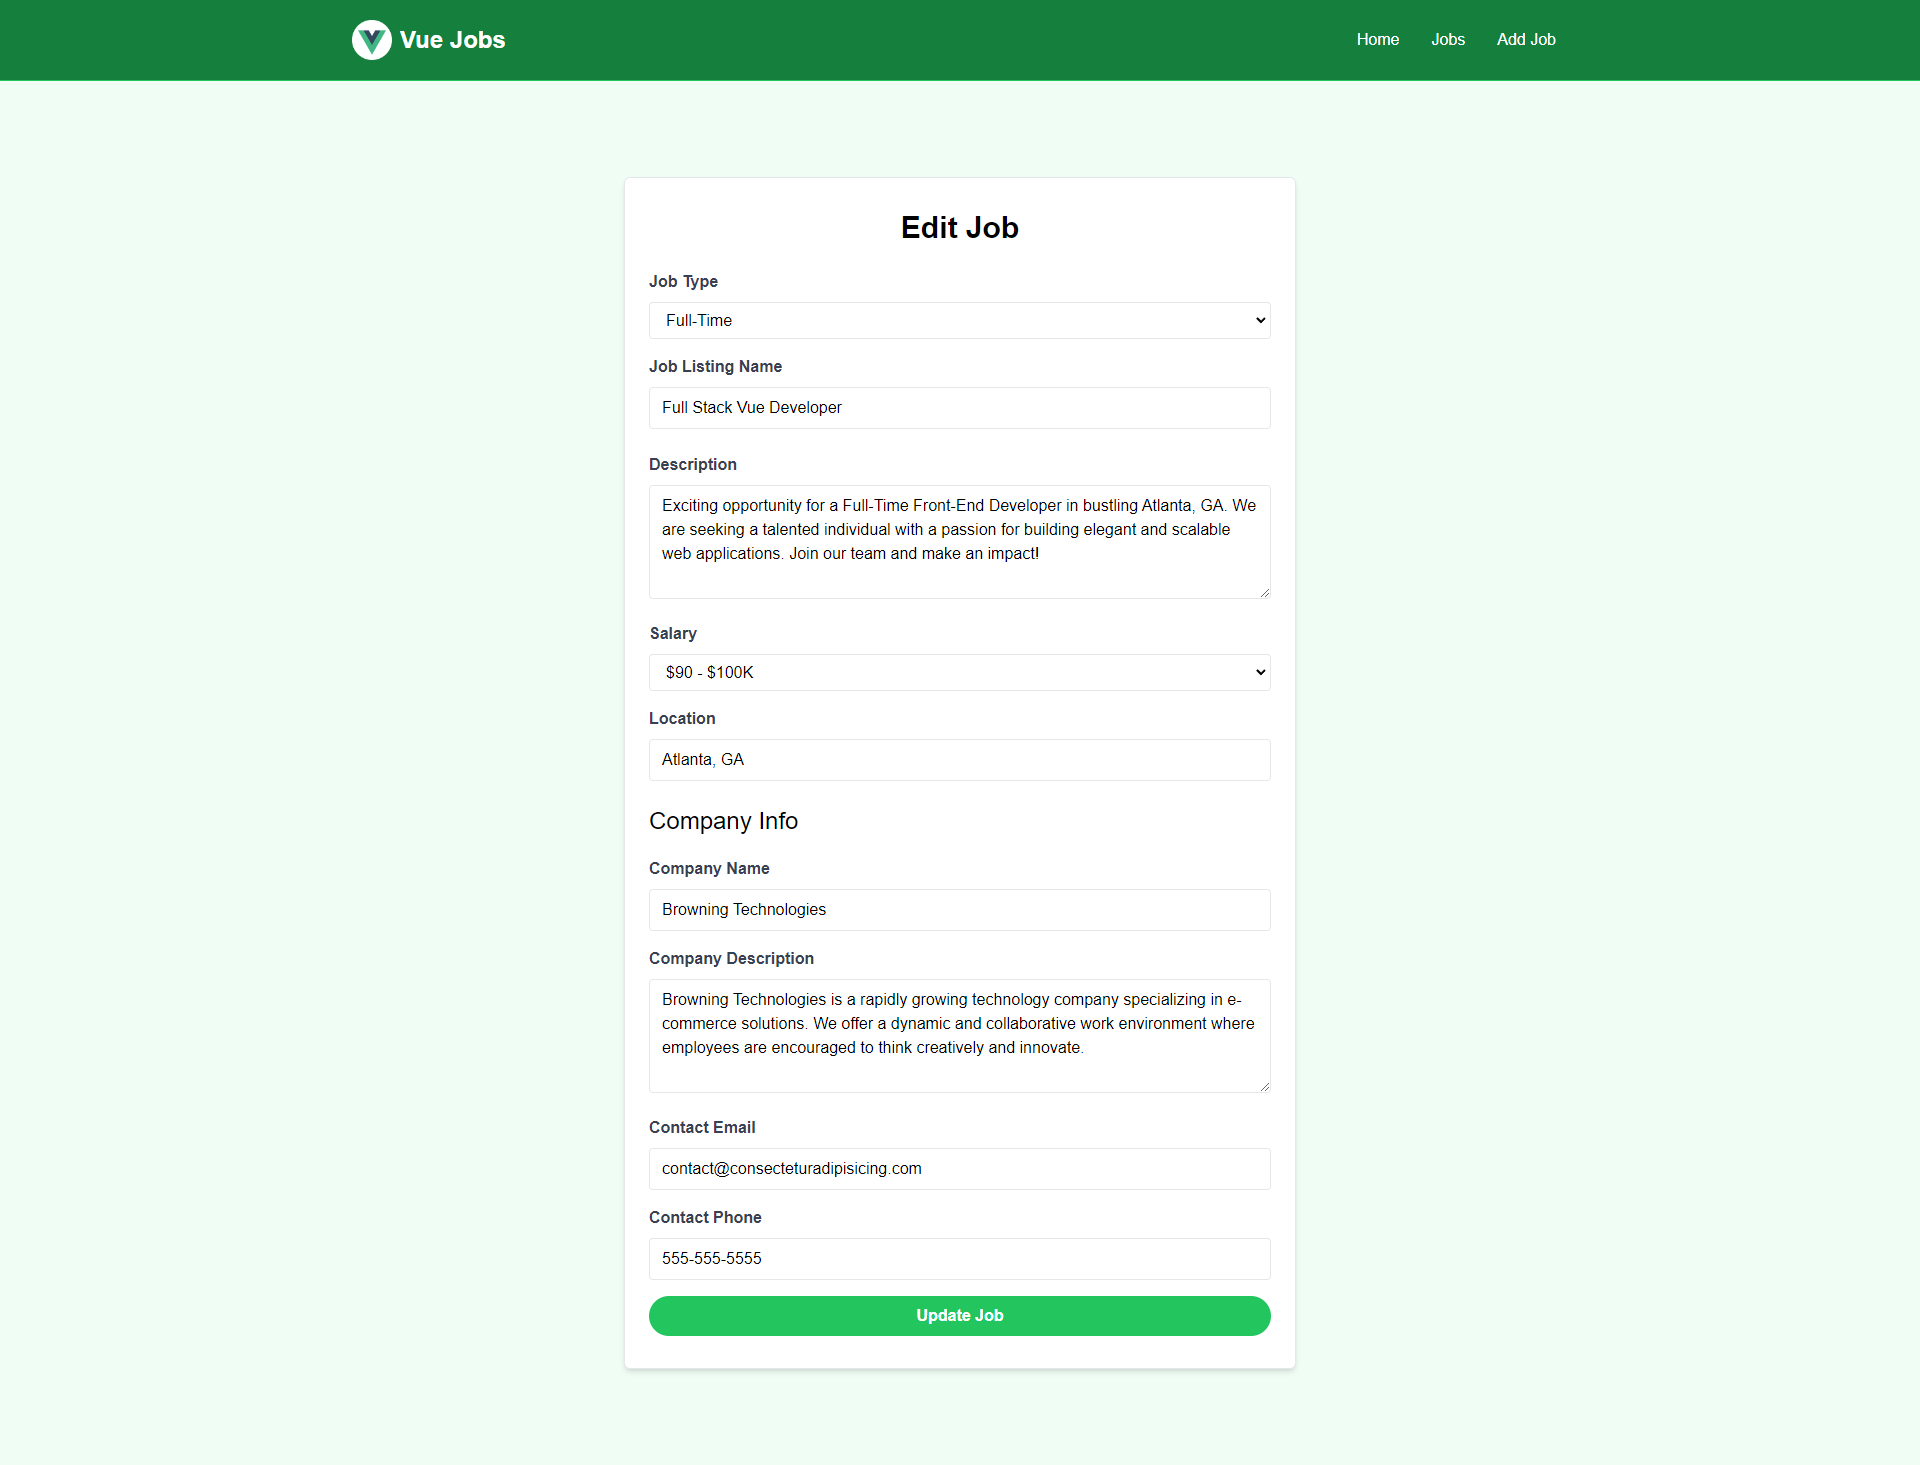 Vue Jobs
Home Jobs Add Job
Edit Job
Job Type
Full-Time
Job Listing Name
Full Stack Vue Developer
Description
Exciting opportunity for a Full-Time Front-End Developer in bustling Atlanta, GA. We
are seeking a talented individual with a passion for building elegant and scalable
web applications. Join our team and make an impact!
Salary
$90 - $100K
Location
Atlanta, GA
Company Info
Company Name
Browning Technologies
Company Description
Browning Technologies is a rapidly growing technology company specializing in e-
commerce solutions. We offer a dynamic and collaborative work environment where
employees are encouraged to think creatively and innovate.
Contact Email
contact@consecteturadipisicing.com
Contact Phone
555-555-5555
Update Job